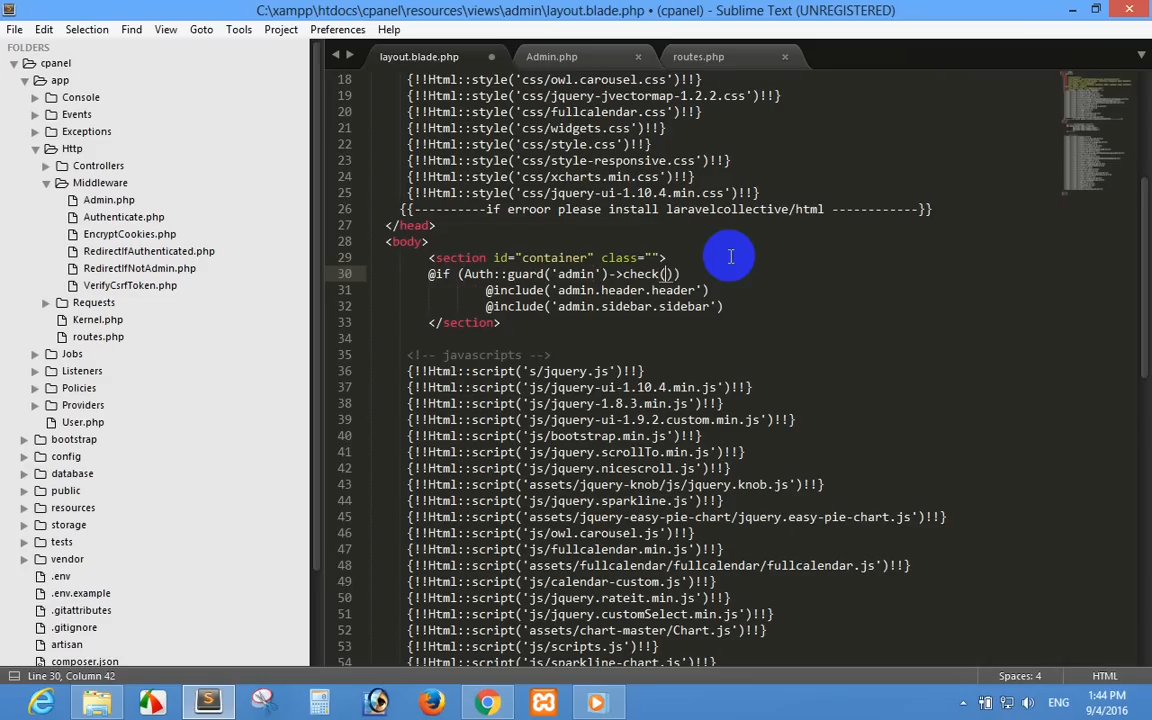 C:\xampp\htdocs\cpanel\resources\views\admin\layout.blade.php • (cpanel) - Sublime Text (UNREGISTERED)
File Edit Selection Find View Goto Tools Project Preferences Help
FOLDERS
cpanel
app
Console
Events
Exceptions
Http
Controllers
Middleware
Admin.php
Authenticate.php
EncryptCookies.php
RedirectIfAuthenticated.php
RedirectIfNotAdmin.php
VerifyCsrfToken.php
Requests
Kernel.php
routes.php
Jobs
Listeners
Policies
Providers
User.php
bootstrap
config
database
public
resources
storage
tests
vendor
.env
.env.example
.gitattributes
.gitignore
artisan
composer.json
layout.blade.php Admin.php routes.php
18 {!!Html::style('css/owl.carousel.css')!!}
19 {!!Html::style('css/jquery-jvectormap-1.2.2.css')!!}
20 {!!Html::style('css/fullcalendar.css')!!}
21 {!!Html::style('css/widgets.css')!!}
22 {!!Html::style('css/style.css')!!}
23 {!!Html::style('css/style-responsive.css')!!}
24 {!!Html::style('css/xcharts.min.css')!!}
25 {!!Html::style('css/jquery-ui-1.10.4.min.css')!!}
26 {{----------if erroor please install laravelcollective/html ------------}}
27 </head>
28 <body>
29 <section id="container" class="">
30 @if (Auth::guard('admin')->check())
31 @include('admin.header.header')
32 @include('admin.sidebar.sidebar')
33 </section>
34
35 <!-- javascripts -->
36 {!!Html::script('s/jquery.js')!!}
37 {!!Html::script('js/jquery-ui-1.10.4.min.js')!!}
38 {!!Html::script('js/jquery-1.8.3.min.js')!!}
39 {!!Html::script('js/jquery-ui-1.9.2.custom.min.js')!!}
40 {!!Html::script('js/bootstrap.min.js')!!}
41 {!!Html::script('js/jquery.scrollTo.min.js')!!}
42 {!!Html::script('js/jquery.nicescroll.js')!!}
43 {!!Html::script('assets/jquery-knob/js/jquery.knob.js')!!}
44 {!!Html::script('js/jquery.sparkline.js')!!}
45 {!!Html::script('assets/jquery-easy-pie-chart/jquery.easy-pie-chart.js')!!}
46 {!!Html::script('js/owl.carousel.js')!!}
47 {!!Html::script('js/fullcalendar.min.js')!!}
48 {!!Html::script('assets/fullcalendar/fullcalendar/fullcalendar.js')!!}
49 {!!Html::script('js/calendar-custom.js')!!}
50 {!!Html::script('js/jquery.rateit.min.js')!!}
51 {!!Html::script('js/jquery.customSelect.min.js')!!}
52 {!!Html::script('assets/chart-master/Chart.js')!!}
53 {!!Html::script('js/scripts.js')!!}
54 {!!Html::script('js/sparkline-chart.js')!!}
Line 30, Column 42 Spaces: 4 HTML
ENG
1:44 PM
9/4/2016